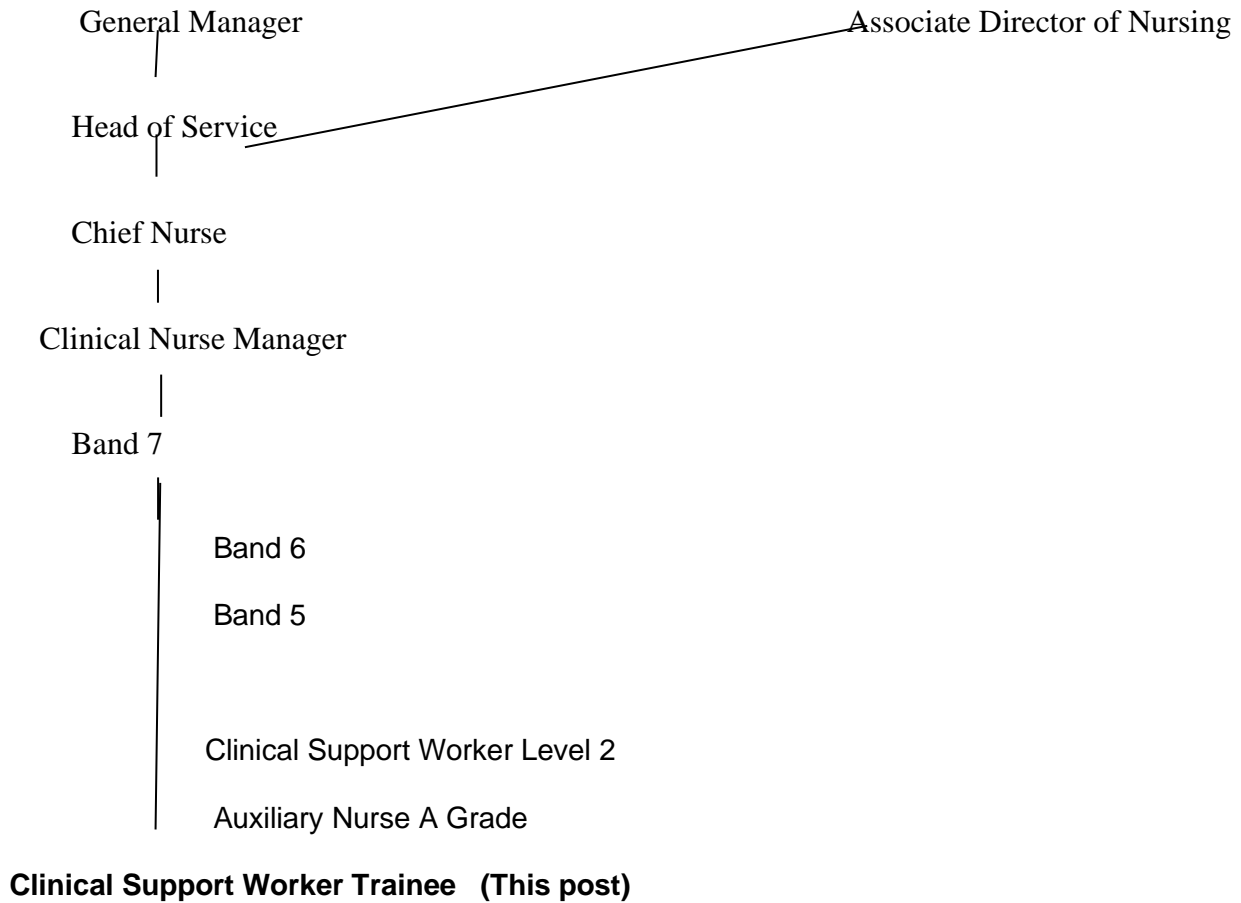 General Manager Associate Director of Nursing
Head of Service
Chief Nurse
Clinical Nurse Manager
Band 7
Band 6
Band 5
Clinical Support Worker Level 2
Auxiliary Nurse A Grade
Clinical Support Worker Trainee (This post)